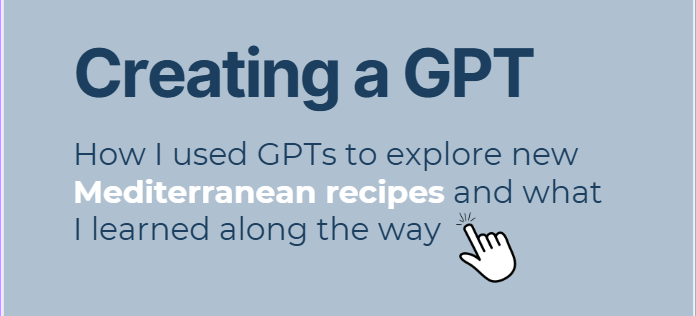 Creating a GPT
How I used GPTs to explore new
Mediterranean recipes and what
I learned along the way